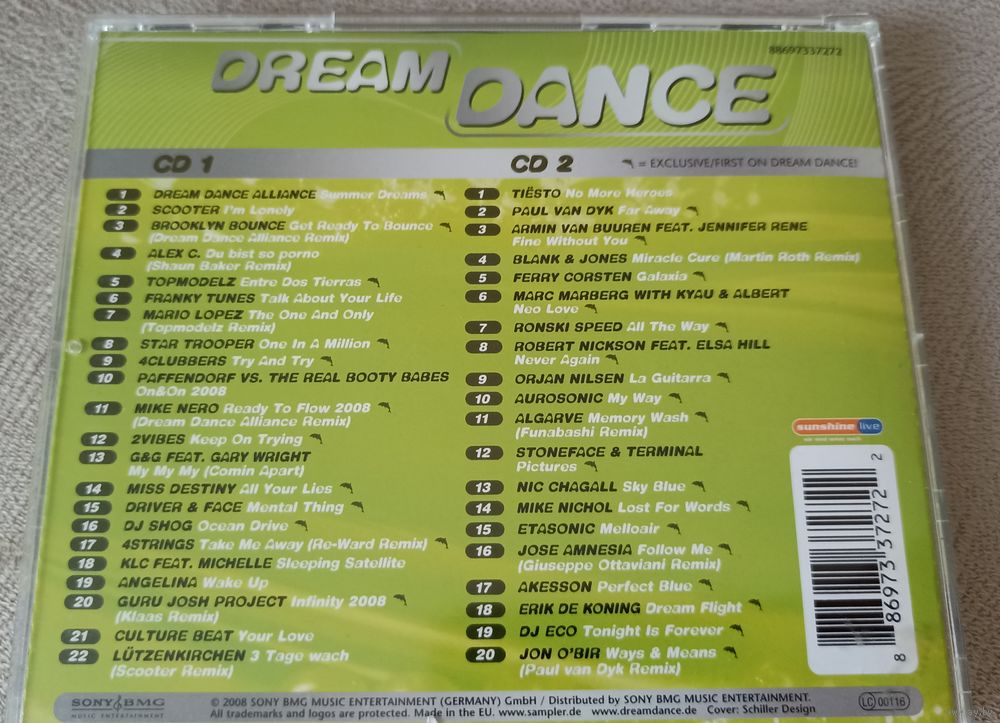 88697337272
DREAM DANCE
CD 1
1 DREAM DANCE ALLIANCE Summer Dreams
2 SCOOTER I'm Lonely
3 BROOKLYN BOUNCE Get Ready To Bounce
(Dream Dance Alliance Remix)
4 ALEX C. Du bist so porno
(Shaun Baker Remix)
5 TOPMODELZ Entre Dos Tierras
6 FRANKY TUNES Talk About Your Life
7 MARIO LOPEZ The One And Only
(Topmodelz Remix)
8 STAR TROOPER One In A Million
9 4CLUBBERS Try And Try
10 PAFFENDORF VS. THE REAL BOOTY BABES
On&On 2008
11 MIKE NERO Ready To Flow 2008
(Dream Dance Alliance Remix)
12 2VIBES Keep On Trying
13 G&G FEAT. GARY WRIGHT
My My My (Comin Apart)
14 MISS DESTINY All Your Lies
15 DRIVER & FACE Mental Thing
16 DJ SHOG Ocean Drive
17 4STRINGS Take Me Away (Re-Ward Remix)
18 KLC FEAT. MICHELLE Sleeping Satellite
19 ANGELINA Wake Up
20 GURU JOSH PROJECT Infinity 2008
(Klaas Remix)
21 CULTURE BEAT Your Love
22 LÜTZENKIRCHEN 3 Tage wach
(Scooter Remix)
CD 2
= EXCLUSIVE/FIRST ON DREAM DANCE!
1 TIËSTO No More Heroes
2 PAUL VAN DYK Far Away
3 ARMIN VAN BUUREN FEAT. JENNIFER RENE
Fine Without You
4 BLANK & JONES Miracle Cure (Martin Roth Remix)
5 FERRY CORSTEN Galaxia
6 MARC MARBERG WITH KYAU & ALBERT
Neo Love
7 RONSKI SPEED All The Way
8 ROBERT NICKSON FEAT. ELSA HILL
Never Again
9 ORJAN NILSEN La Guitarra
10 AUROSONIC My Way
11 ALGARVE Memory Wash
(Funabashi Remix)
12 STONEFACE & TERMINAL
Pictures
13 NIC CHAGALL Sky Blue
14 MIKE NICHOL Lost For Words
15 ETASONIC Melloair
16 JOSE AMNESIA Follow Me
(Giuseppe Ottaviani Remix)
17 AKESSON Perfect Blue
18 ERIK DE KONING Dream Flight
19 DJ ECO Tonight Is Forever
20 JON O'BIR Ways & Means
(Paul van Dyk Remix)
sunshine live
8 86973 37272 2
SONY BMG
MUSIC ENTERTAINMENT
© 2008 SONY BMG MUSIC ENTERTAINMENT (GERMANY) GmbH / Distributed by SONY BMG MUSIC ENTERTAINMENT.
All trademarks and logos are protected. Made in the EU. www.sampler.de www.dreamdance.de Cover: Schiller Design
LC 00116